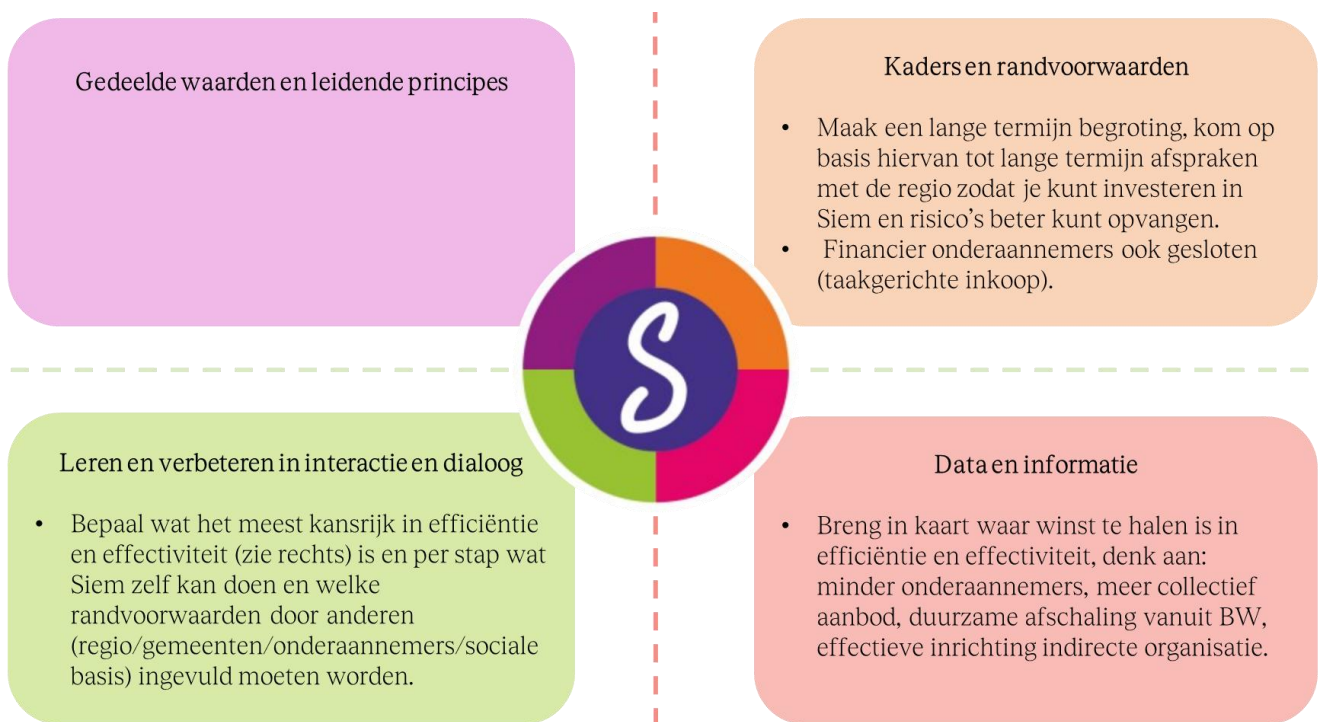 Gedeelde waarden en leidende principes
Kaders en randvoorwaarden
• Maak een lange termijn begroting, kom op
basis hiervan tot lange termijn afspraken
met de regio zodat je kunt investeren in
Siem en risico's beter kunt opvangen.
• Financier onderaannemers ook gesloten
(taakgerichte inkoop).
S
Leren en verbeteren in interactie en dialoog
• Bepaal wat het meest kansrijk in efficiëntie
en effectiviteit (zie rechts) is en per stap wat
Siem zelf kan doen en welke
randvoorwaarden door anderen
(regio/gemeenten/onderaannemers/sociale
basis) ingevuld moeten worden.
Data en informatie
• Breng in kaart waar winst te halen is in
efficiëntie en effectiviteit, denk aan:
minder onderaannemers, meer collectief
aanbod, duurzame afschaling vanuit BW,
effectieve inrichting indirecte organisatie.